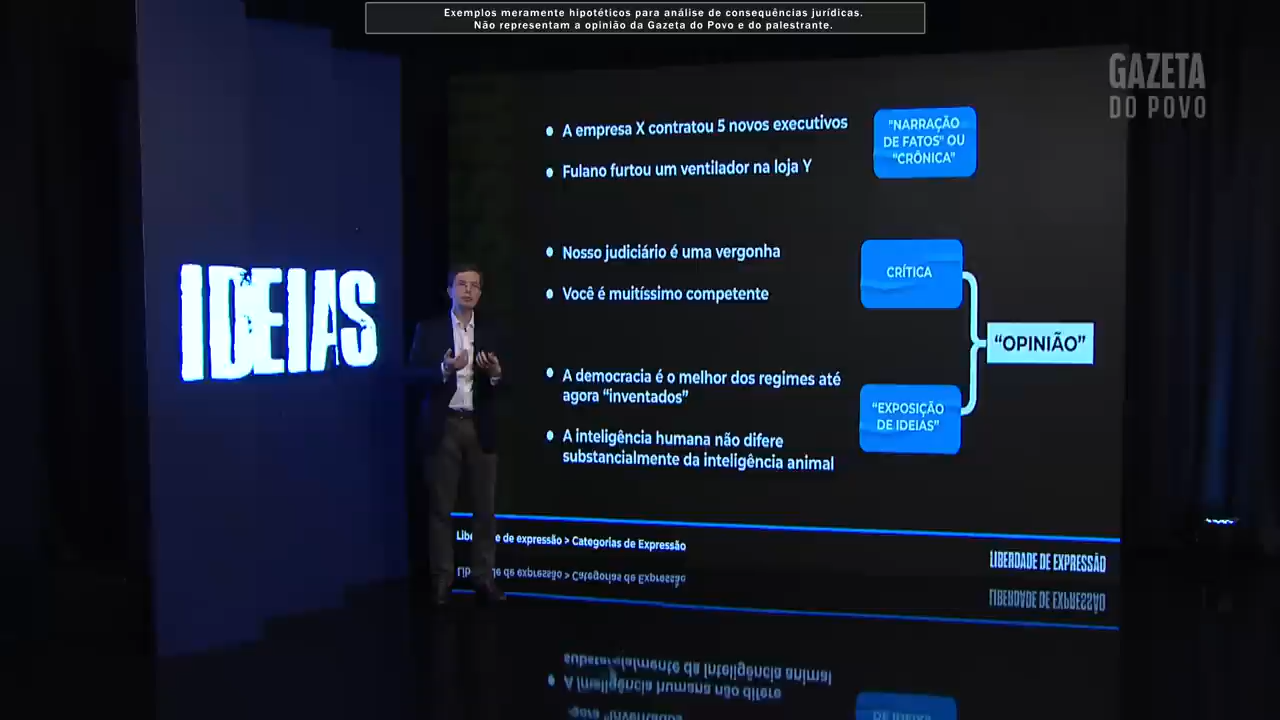 Exemplos meramente hipotéticos para análise de consequências jurídicas.
Não representam a opinião da Gazeta do Povo e do palestrante.
GAZETA
DO POVO
IDEIAS
• A empresa X contratou 5 novos executivos
• Fulano furtou um ventilador na loja Y
"NARRAÇÃO
DE FATOS" OU
"CRÔNICA"
• Nosso judiciário é uma vergonha
• Você é muitíssimo competente
CRÍTICA
"OPINIÃO"
• A democracia é o melhor dos regimes até
agora "inventados"
• A inteligência humana não difere
substancialmente da inteligência animal
"EXPOSIÇÃO
DE IDEIAS"
de expressão > Categorias de Expressão
LIBERDADE DE EXPRESSÃO